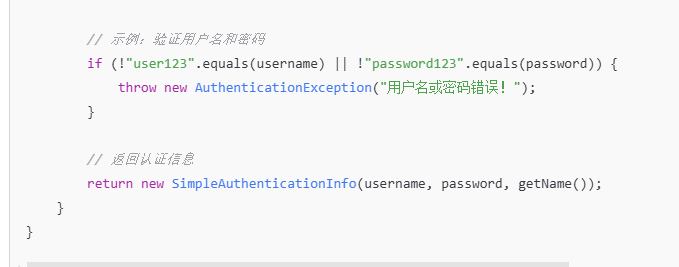 // 示例：验证用户名和密码
if (!"user123".equals(username) || !"password123".equals(password)) {
throw new AuthenticationException("用户名或密码错误！");
}
// 返回认证信息
return new SimpleAuthenticationInfo(username, password, getName());
}
}